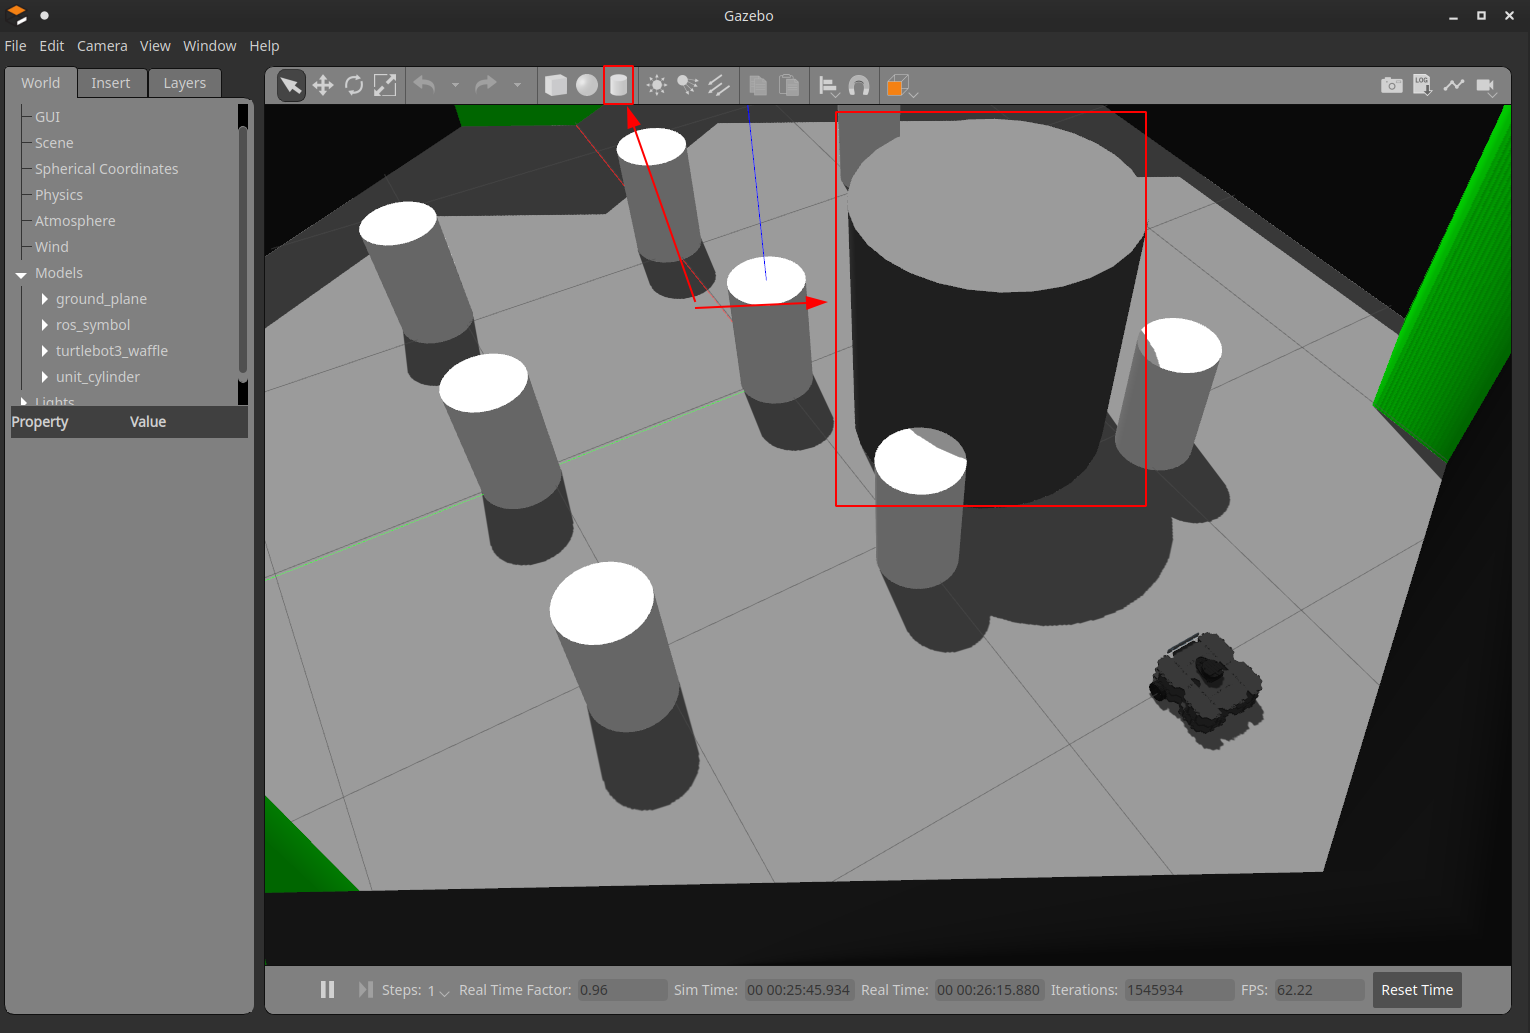 Gazebo
File Edit Camera View Window Help
World Insert Layers
LOG
GUI
Scene
Spherical Coordinates
Physics
Atmosphere
Wind
Models
ground_plane
ros_symbol
turtlebot3_waffle
unit_cylinder
Lights
Property Value
Steps: 1 Real Time Factor: 0.96 Sim Time: 00 00:25:45.934 Real Time: 00 00:26:15.880 Iterations: 1545934 FPS: 62.22 Reset Time